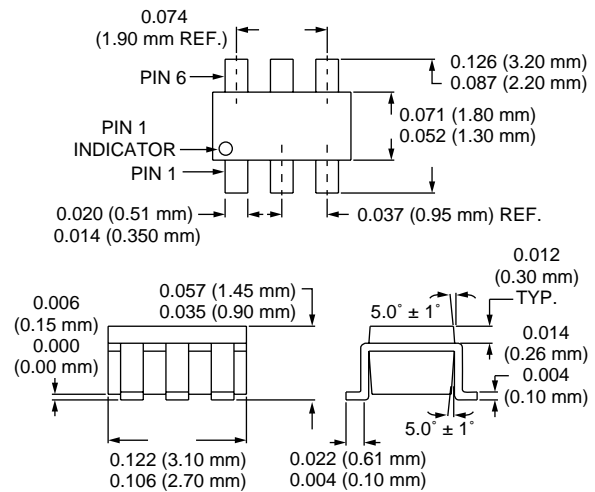 0.074
(1.90 mm REF.)
0.126 (3.20 mm)
0.087 (2.20 mm)
PIN 6
0.071 (1.80 mm)
0.052 (1.30 mm)
PIN 1
INDICATOR
PIN 1
0.020 (0.51 mm)
0.014 (0.350 mm)
0.037 (0.95 mm) REF.
0.006
(0.15 mm)
0.000
(0.00 mm)
0.057 (1.45 mm)
0.035 (0.90 mm)
5.0° ± 1°
0.012
(0.30 mm)
TYP.
0.014
(0.26 mm)
0.004
(0.10 mm)
5.0° ± 1°
0.122 (3.10 mm)
0.106 (2.70 mm)
0.022 (0.61 mm)
0.004 (0.10 mm)